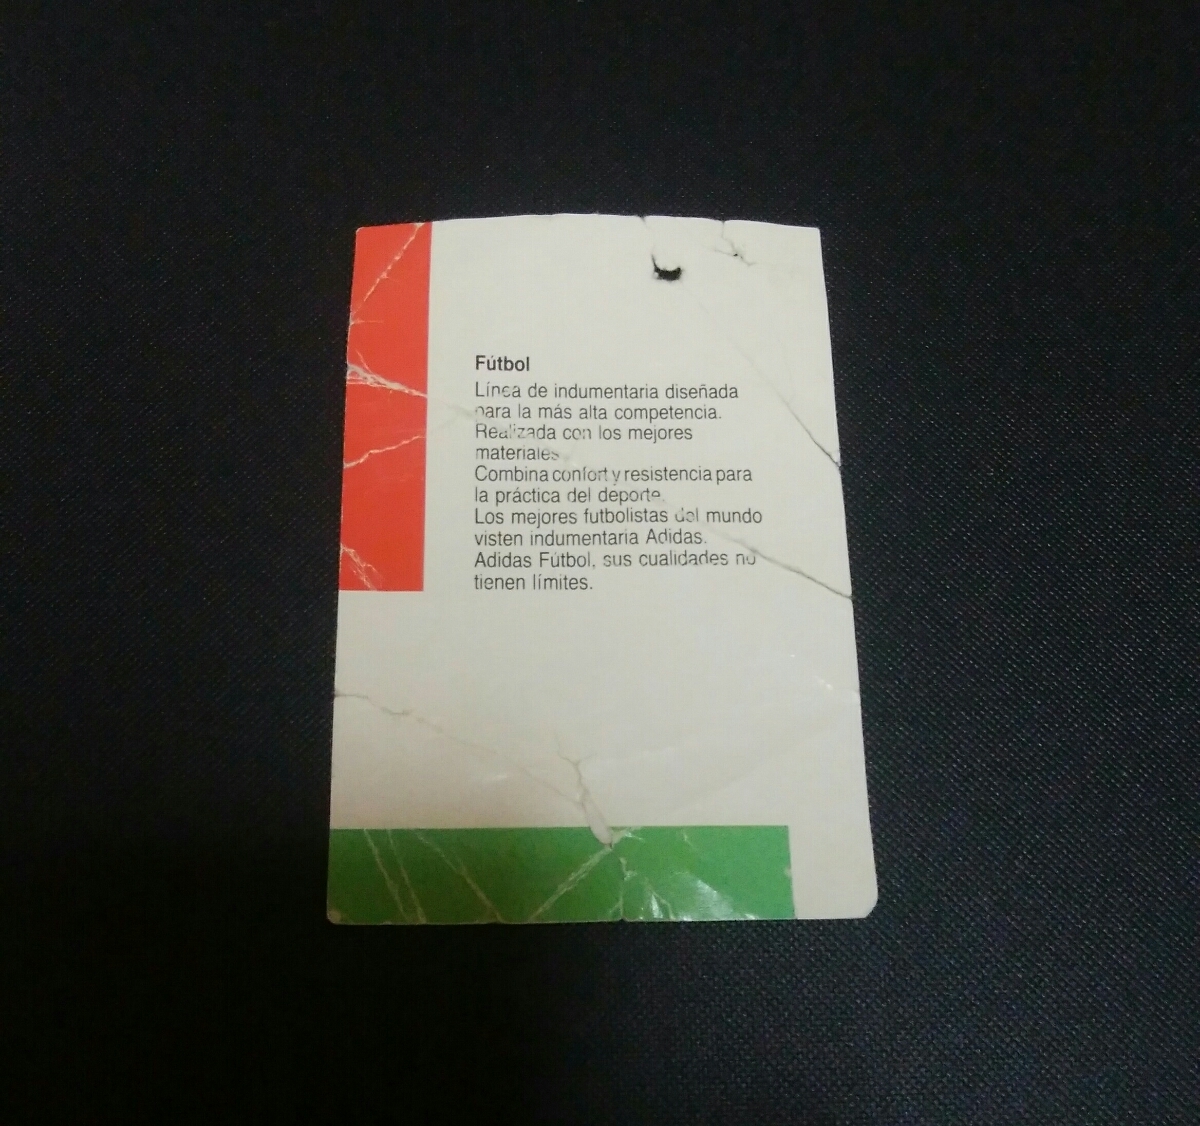 Fútbol
Línea de indumentaria diseñada
para la más alta competencia.
Realizada con los mejores
materiales.
Combina confort y resistencia para
la práctica del deporte.
Los mejores futbolistas del mundo
visten indumentaria Adidas.
Adidas Fútbol, sus cualidades no
tienen límites.